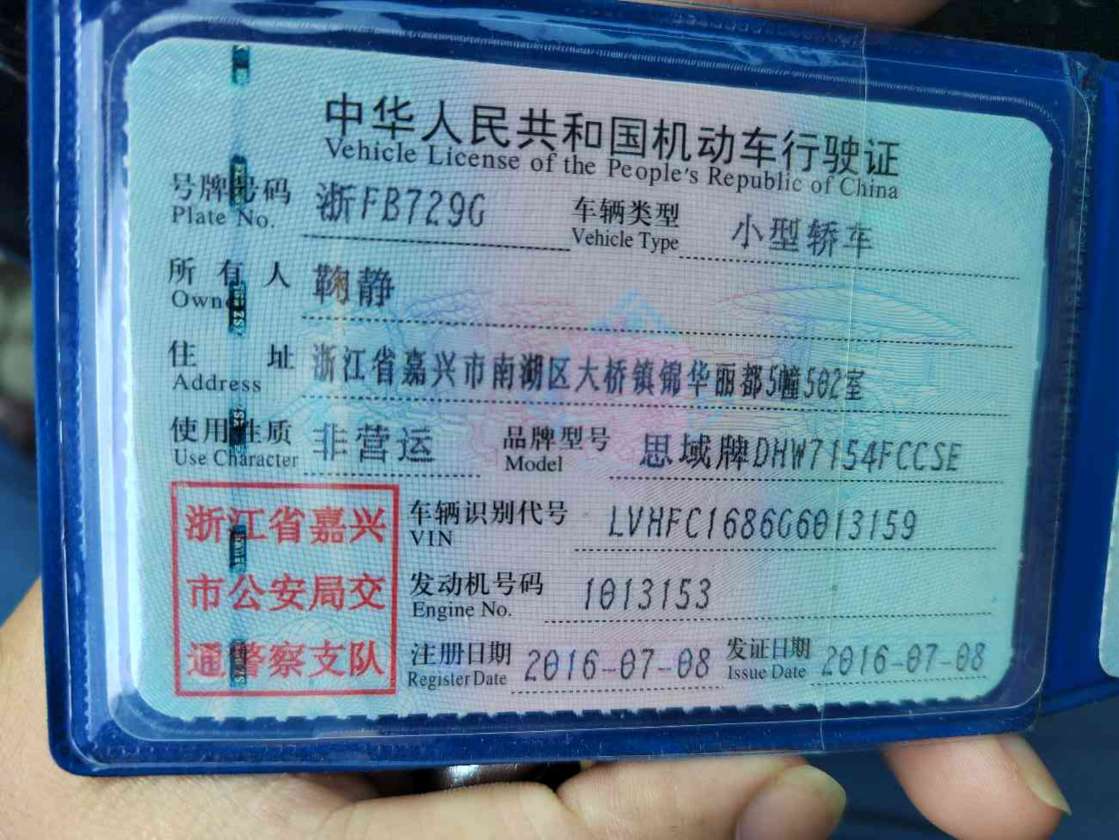 中华人民共和国机动车行驶证
Vehicle License of the People's Republic of China
号牌号码 浙FB729G 车辆类型 小型轿车
Plate No. Vehicle Type
所有人 鞠静
Owner
住址 浙江省嘉兴市南湖区大桥镇锦华丽都5幢502室
Address
使用性质 非营运 品牌型号 思域牌DHW7154FCCSE
Use Character Model
浙江省嘉兴
市公安局交
通警察支队
车辆识别代号 LVHFC1686G6013159
VIN
发动机号码 1013153
Engine No.
注册日期 2016-07-08 发证日期 2016-07-08
Register Date Issue Date